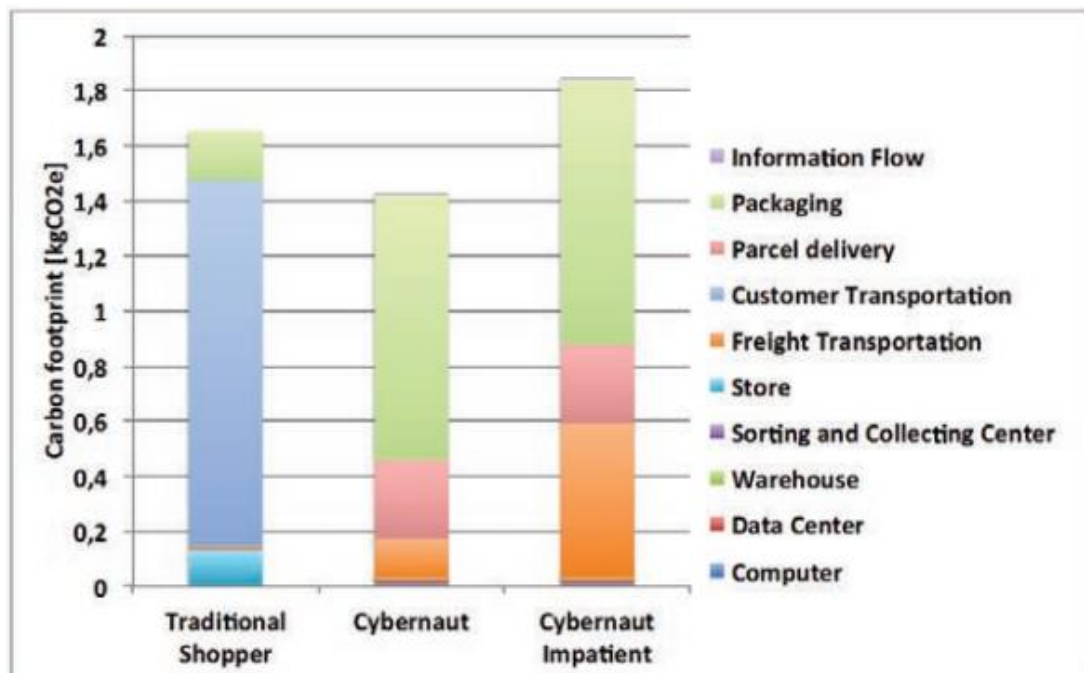 Carbon footprint [kgCO2e]
2
1,8
1,6
1,4
1,2
1
0,8
0,6
0,4
0,2
0
Traditional
Shopper
Cybernaut
Cybernaut
Impatient
Information Flow
Packaging
Parcel delivery
Customer Transportation
Freight Transportation
Store
Sorting and Collecting Center
Warehouse
Data Center
Computer